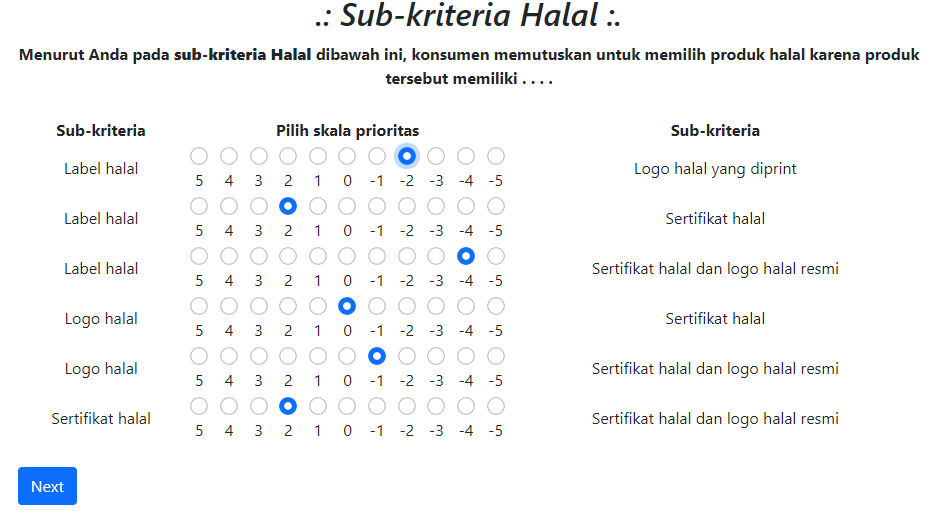 .: Sub-kriteria Halal :.
Menurut Anda pada sub-kriteria Halal dibawah ini, konsumen memutuskan untuk memilih produk halal karena produk
tersebut memiliki . . . .
Sub-kriteria Pilih skala prioritas Sub-kriteria
Label halal Logo halal yang diprint
5 4 3 2 1 0 -1 -2 -3 -4 -5
Label halal Sertifikat halal
5 4 3 2 1 0 -1 -2 -3 -4 -5
Label halal Sertifikat halal dan logo halal resmi
5 4 3 2 1 0 -1 -2 -3 -4 -5
Logo halal Sertifikat halal
5 4 3 2 1 0 -1 -2 -3 -4 -5
Logo halal Sertifikat halal dan logo halal resmi
5 4 3 2 1 0 -1 -2 -3 -4 -5
Sertifikat halal Sertifikat halal dan logo halal resmi
5 4 3 2 1 0 -1 -2 -3 -4 -5
Next